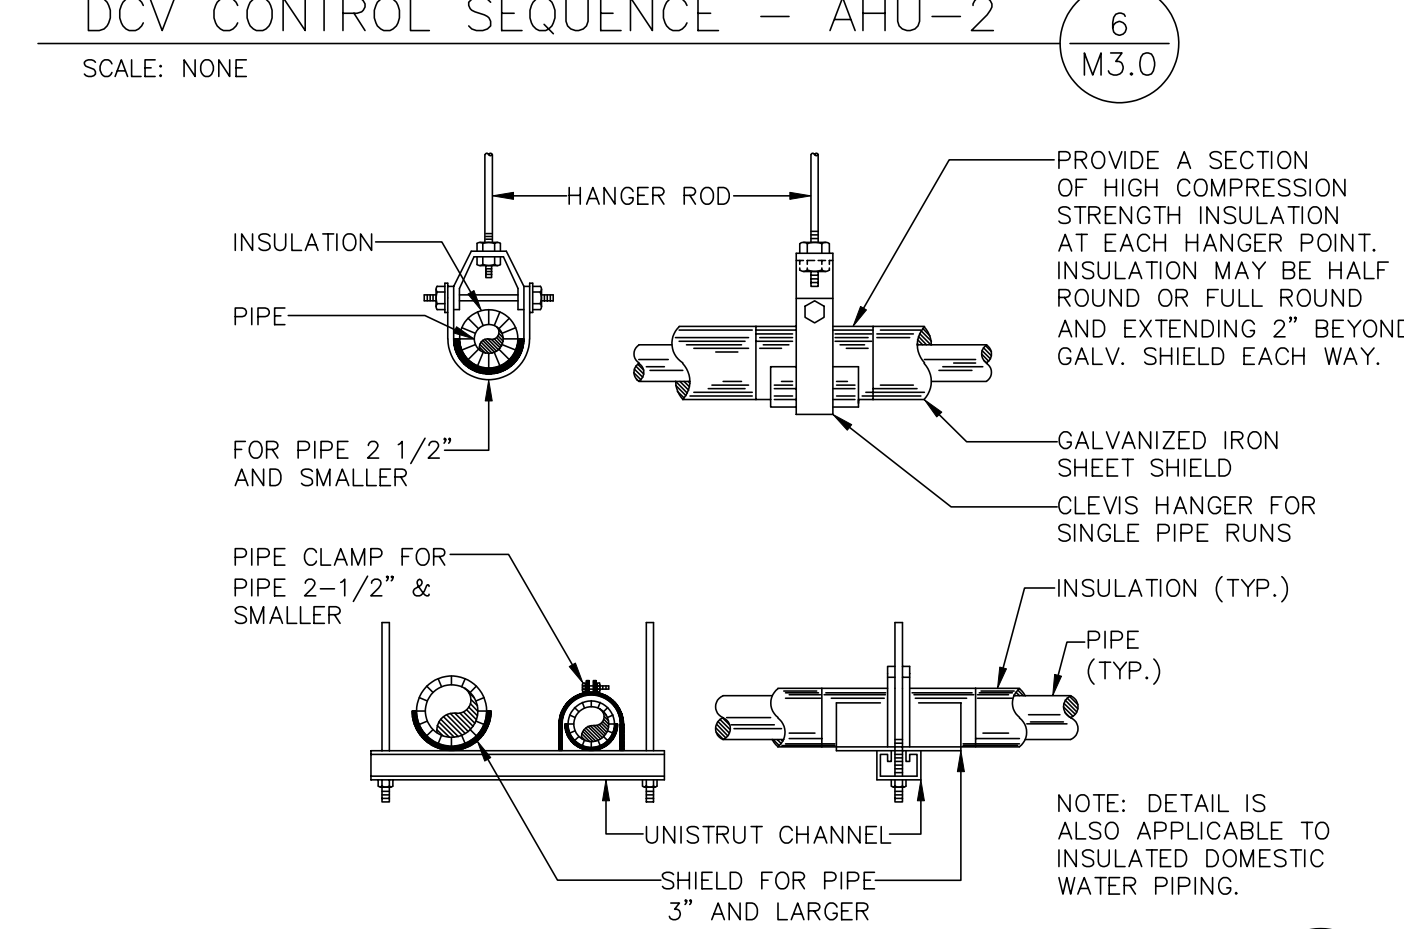 DCV CONTROL SEQUENCE - AHU-2
6
M3.0
SCALE: NONE
HANGER ROD
INSULATION
PIPE
FOR PIPE 2 1/2"
AND SMALLER
PROVIDE A SECTION
OF HIGH COMPRESSION
STRENGTH INSULATION
AT EACH HANGER POINT.
INSULATION MAY BE HALF
ROUND OR FULL ROUND
AND EXTENDING 2" BEYOND
GALV. SHIELD EACH WAY.
GALVANIZED IRON
SHEET SHIELD
CLEVIS HANGER FOR
SINGLE PIPE RUNS
PIPE CLAMP FOR
PIPE 2-1/2" &
SMALLER
INSULATION (TYP.)
PIPE
(TYP.)
UNISTRUT CHANNEL
SHIELD FOR PIPE
3" AND LARGER
NOTE: DETAIL IS
ALSO APPLICABLE TO
INSULATED DOMESTIC
WATER PIPING.